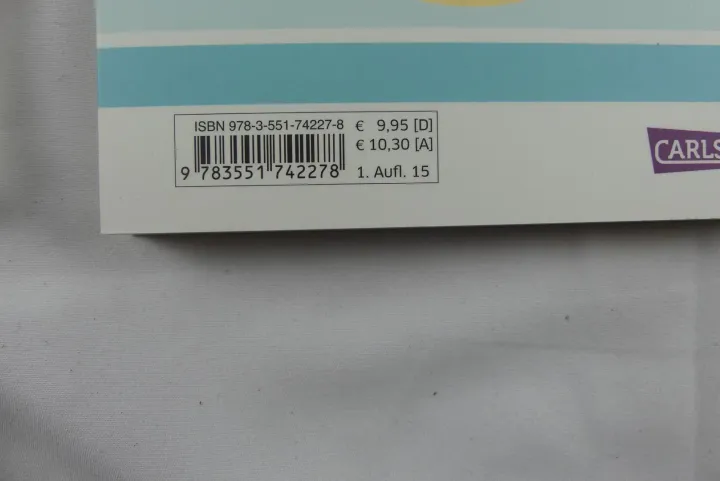 ISBN 978-3-551-74227-8
9 783551 742278
€ 9,95 [D]
€ 10,30 [A]
1. Aufl. 15
CARLS